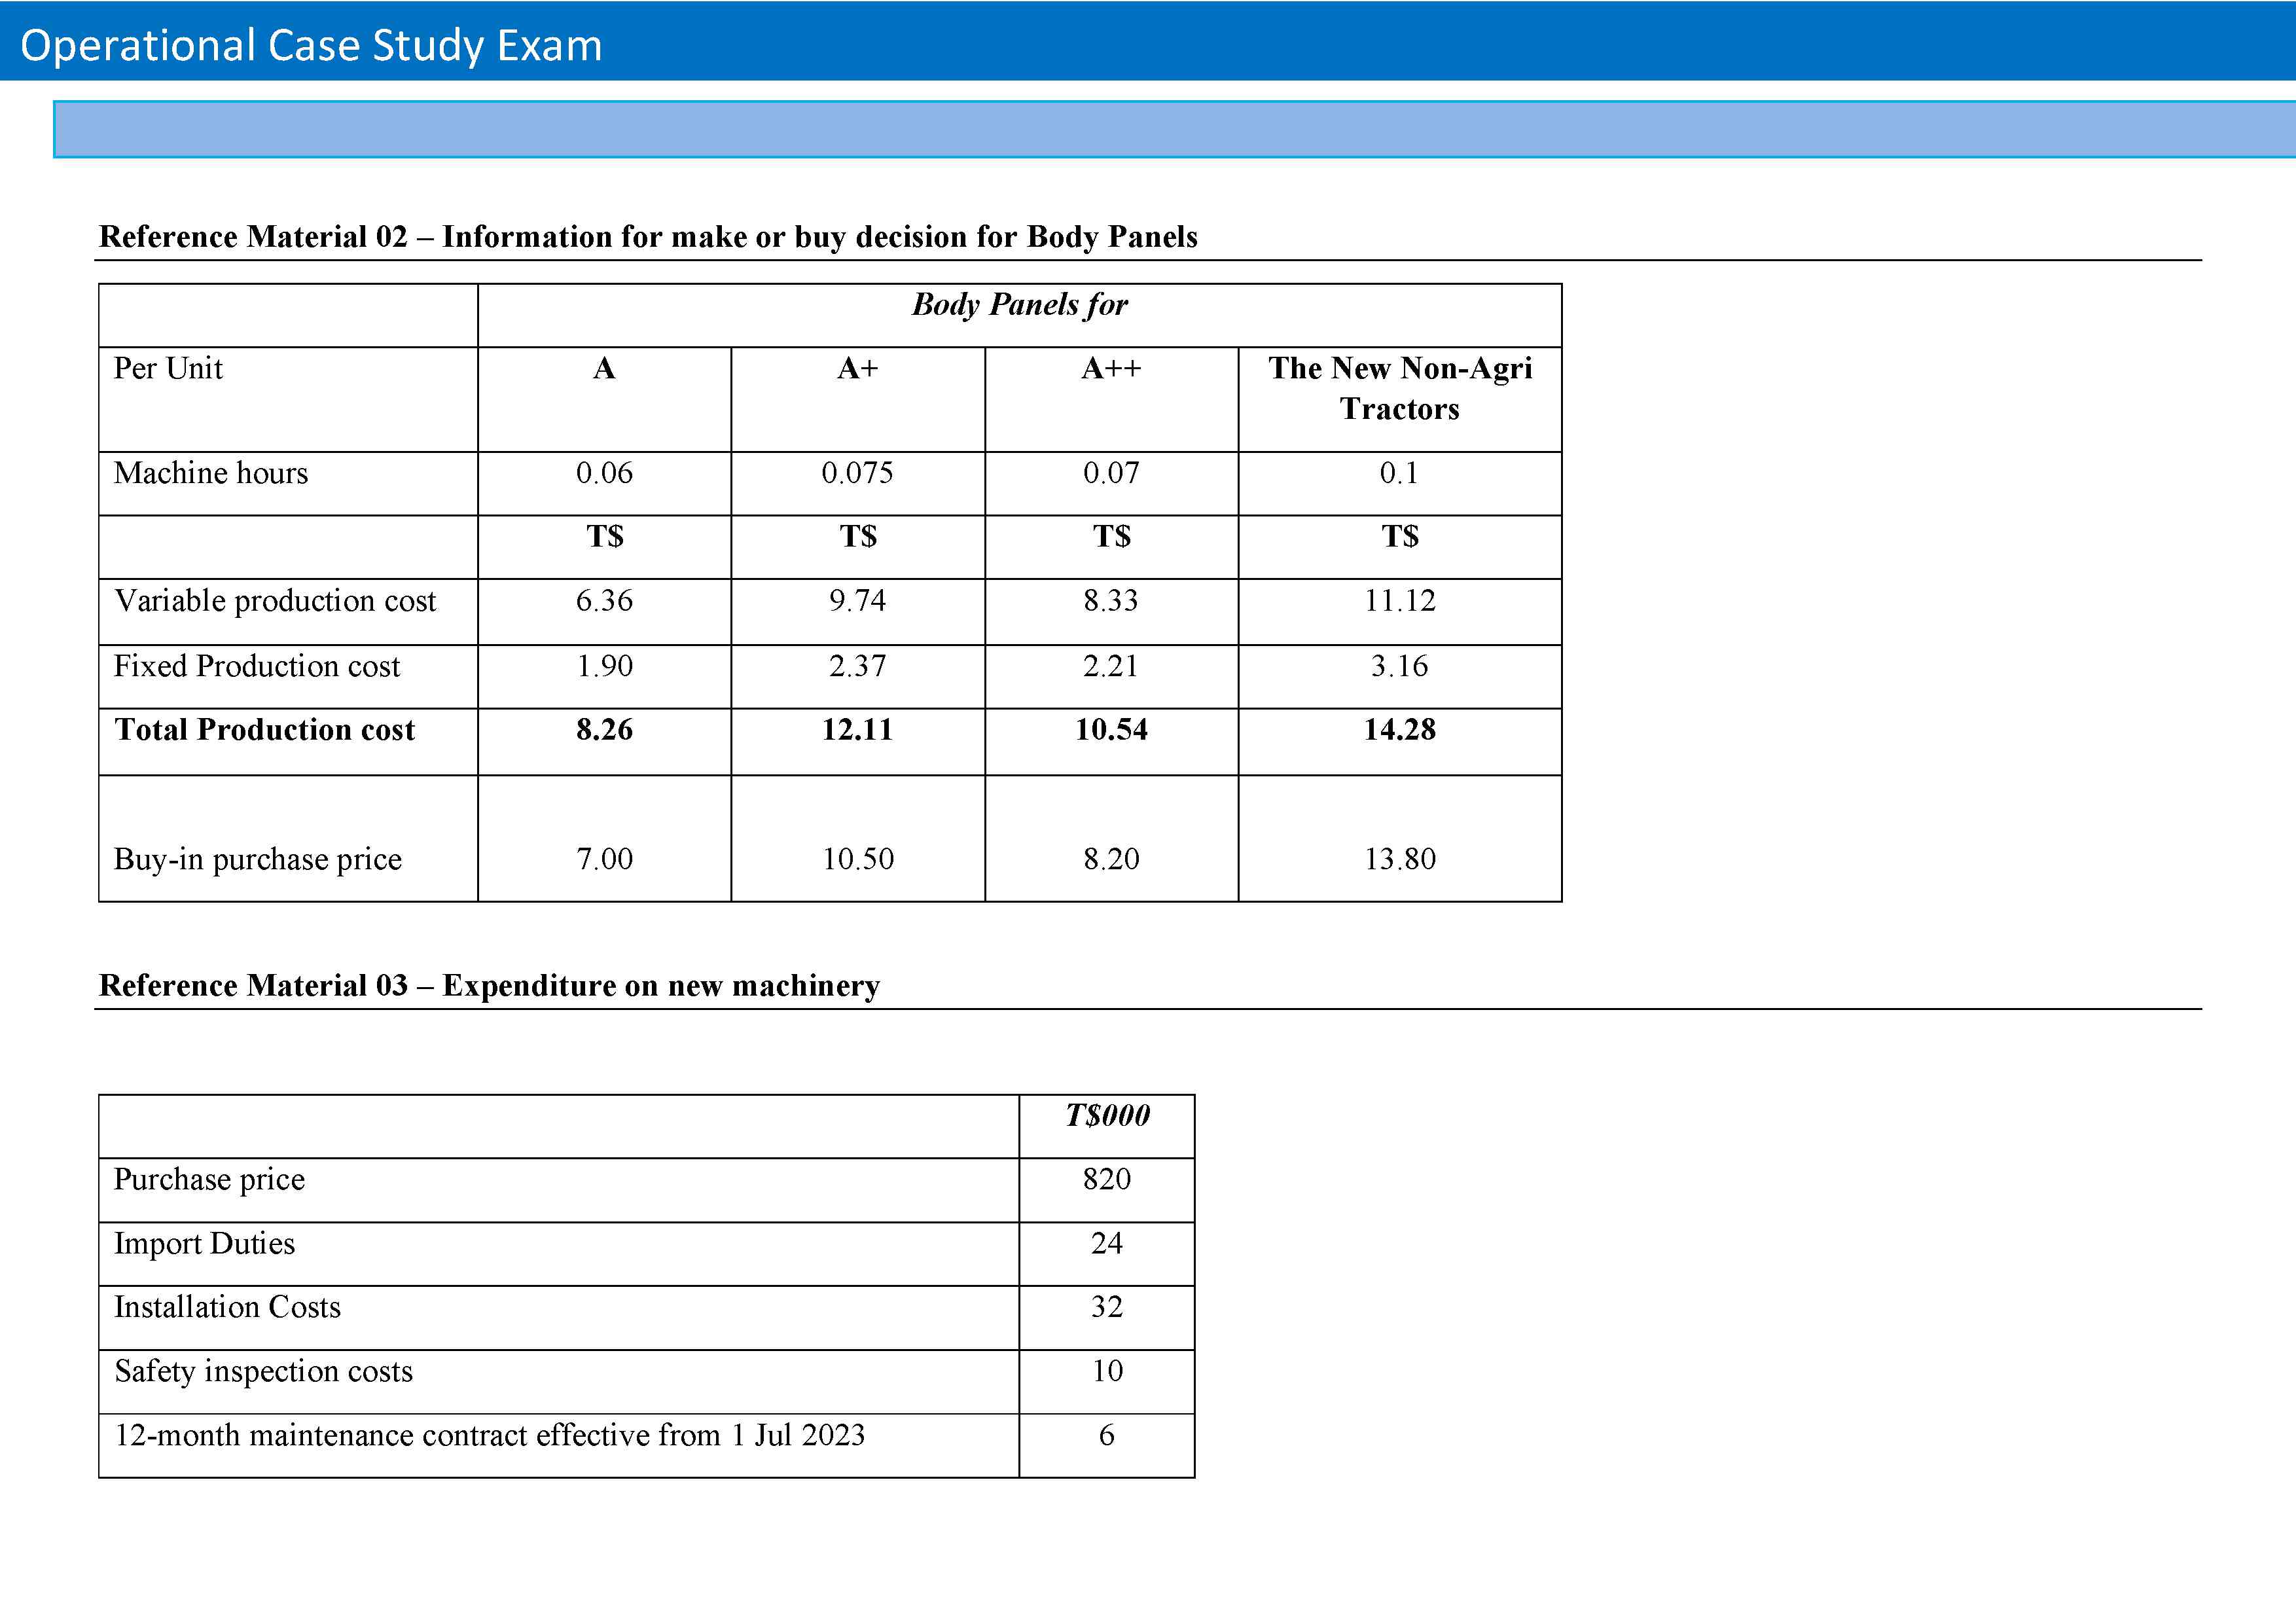 Operational Case Study Exam
Reference Material 02 – Information for make or buy decision for Body Panels
Body Panels for
Per Unit A A+ A++ The New Non-Agri
Tractors
Machine hours 0.06 0.075 0.07 0.1
T$ T$ T$ T$
Variable production cost 6.36 9.74 8.33 11.12
Fixed Production cost 1.90 2.37 2.21 3.16
Total Production cost 8.26 12.11 10.54 14.28
Buy-in purchase price 7.00 10.50 8.20 13.80
Reference Material 03 – Expenditure on new machinery
T$000
Purchase price 820
Import Duties 24
Installation Costs 32
Safety inspection costs 10
12-month maintenance contract effective from 1 Jul 2023 6